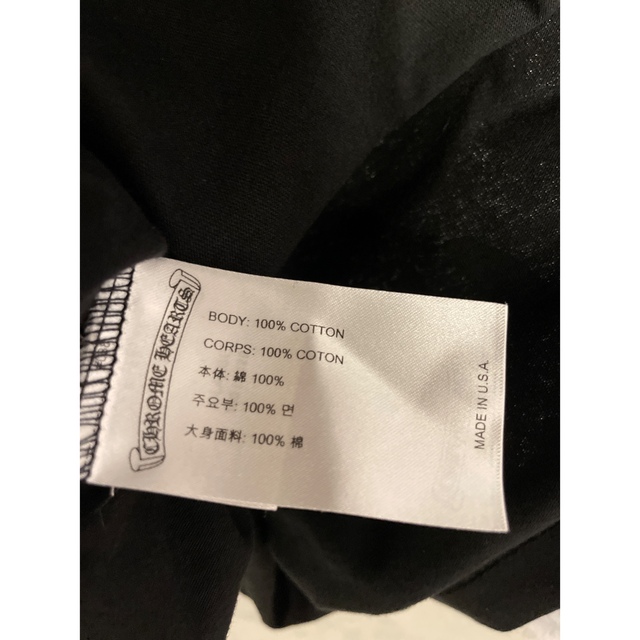 CHROME HEARTS
BODY: 100% COTTON
CORPS: 100% COTON
本体: 綿 100%
주요부: 100% 면
大身面料: 100% 棉
MADE IN U.S.A.